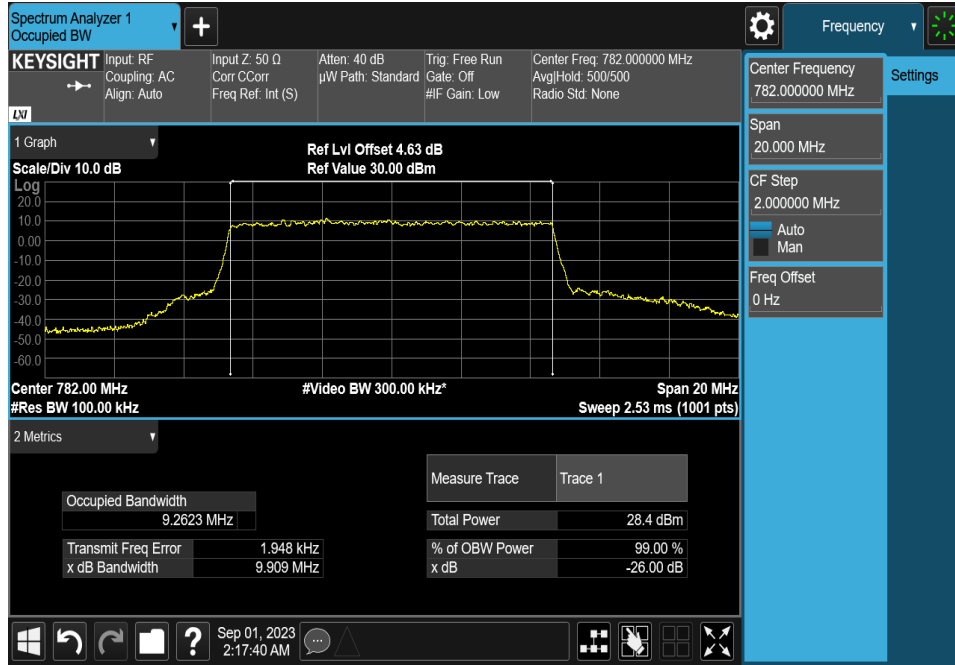 Spectrum Analyzer 1
Occupied BW
+
Frequency
KEYSIGHT
LXI
Input: RF
Coupling: AC
Align: Auto
Input Z: 50 Ω
Corr CCorr
Freq Ref: Int (S)
Atten: 40 dB
µW Path: Standard
Trig: Free Run
Gate: Off
#IF Gain: Low
Center Freq: 782.000000 MHz
Avg|Hold: 500/500
Radio Std: None
Center Frequency
782.000000 MHz
Settings
Span
20.000 MHz
CF Step
2.000000 MHz
Auto
Man
Freq Offset
0 Hz
1 Graph
Scale/Div 10.0 dB
Ref Lvl Offset 4.63 dB
Ref Value 30.00 dBm
Log
20.0
10.0
0.00
-10.0
-20.0
-30.0
-40.0
-50.0
-60.0
Center 782.00 MHz
#Video BW 300.00 kHz*
Span 20 MHz
#Res BW 100.00 kHz
Sweep 2.53 ms (1001 pts)
2 Metrics
Measure Trace Trace 1
Occupied Bandwidth
9.2623 MHz
Total Power 28.4 dBm
Transmit Freq Error 1.948 kHz
% of OBW Power 99.00 %
x dB Bandwidth 9.909 MHz
x dB -26.00 dB
?
Sep 01, 2023
2:17:40 AM